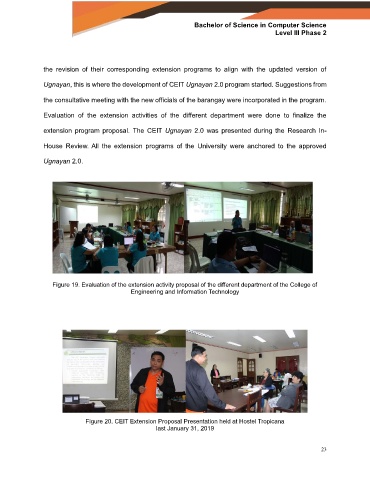 Bachelor of Science in Computer Science
Level III Phase 2
the revision of their corresponding extension programs to align with the updated version of
Ugnayan, this is where the development of CEIT Ugnayan 2.0 program started. Suggestions from
the consultative meeting with the new officials of the barangay were incorporated in the program.
Evaluation of the extension activities of the different department were done to finalize the
extension program proposal. The CEIT Ugnayan 2.0 was presented during the Research In-
House Review. All the extension programs of the University were anchored to the approved
Ugnayan 2.0.
Figure 19. Evaluation of the extension activity proposal of the different department of the College of
Engineering and Information Technology
Figure 20. CEIT Extension Proposal Presentation held at Hostel Tropicana
last January 31, 2019
23